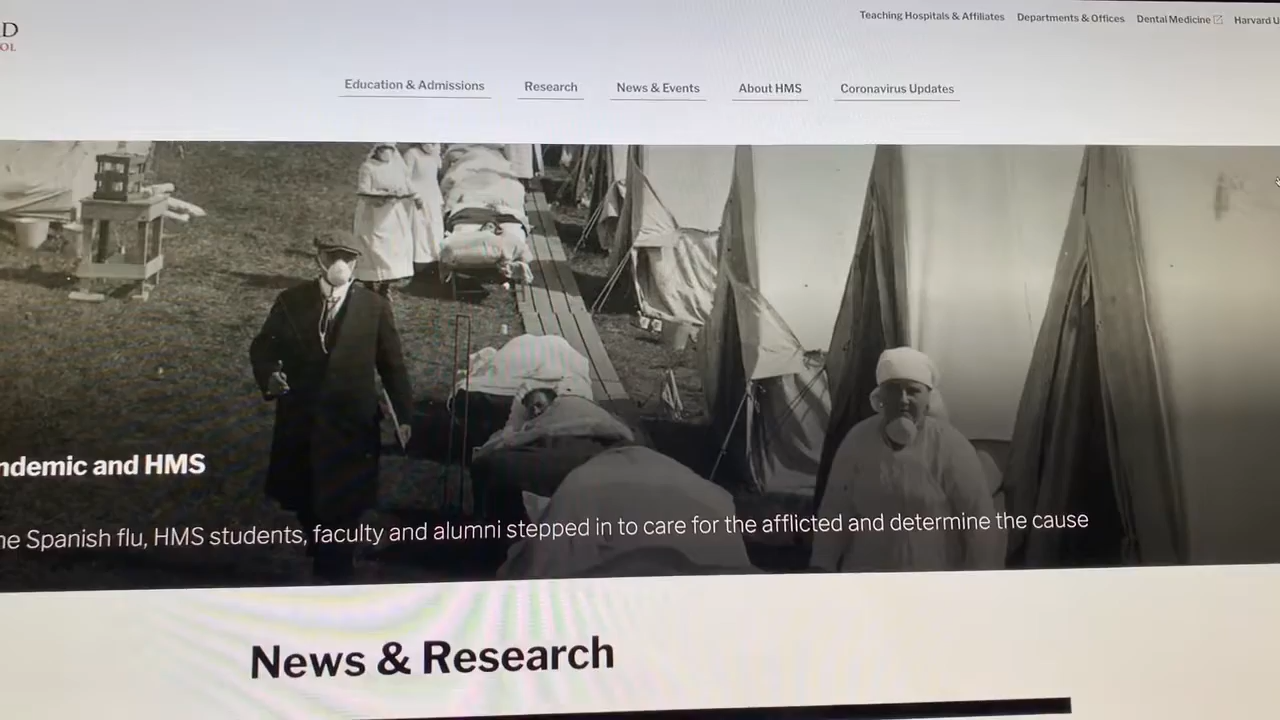 Teaching Hospitals & Affiliates Departments & Offices Dental Medicine Harvard U
D
OL
Education & Admissions Research News & Events About HMS Coronavirus Updates
ndemic and HMS
he Spanish flu, HMS students, faculty and alumni stepped in to care for the afflicted and determine the cause
News & Research